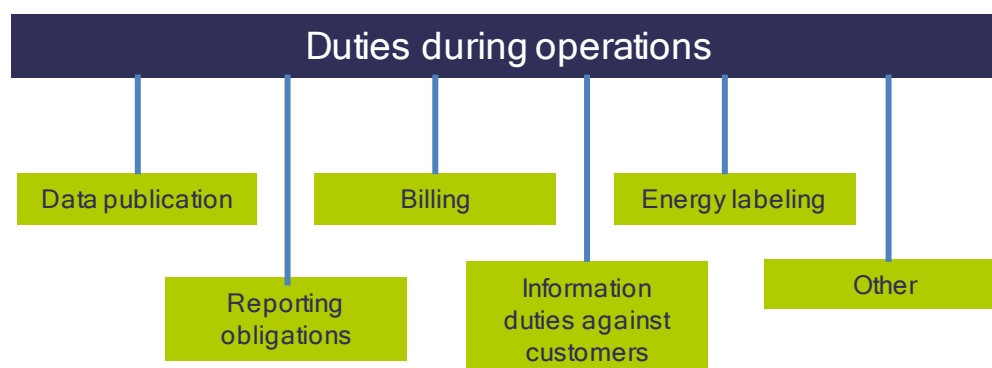 Duties during operations
Data publication
Billing
Energy labeling
Reporting
obligations
Information
duties against
customers
Other